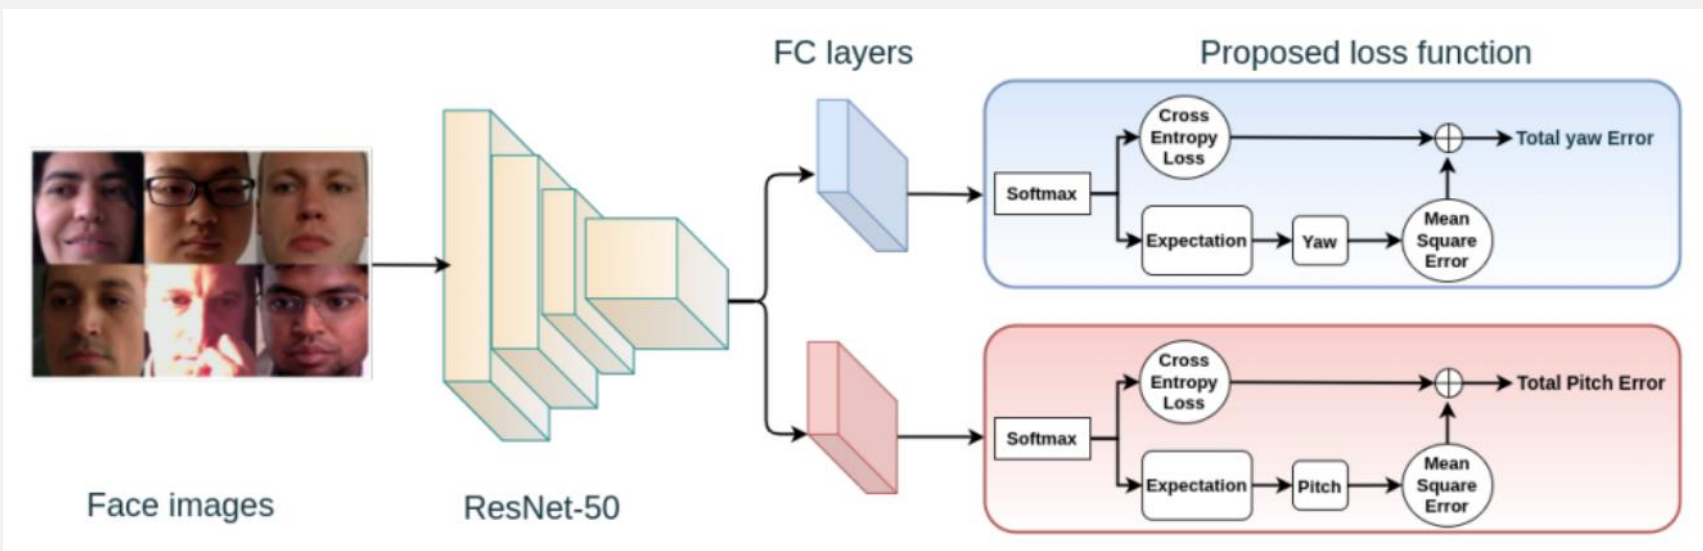 FC layers
Proposed loss function
Cross
Entropy
Loss
Total yaw Error
Softmax
Expectation
Yaw
Mean
Square
Error
Cross
Entropy
Loss
Total Pitch Error
Softmax
Expectation
Pitch
Mean
Square
Error
Face images
ResNet-50